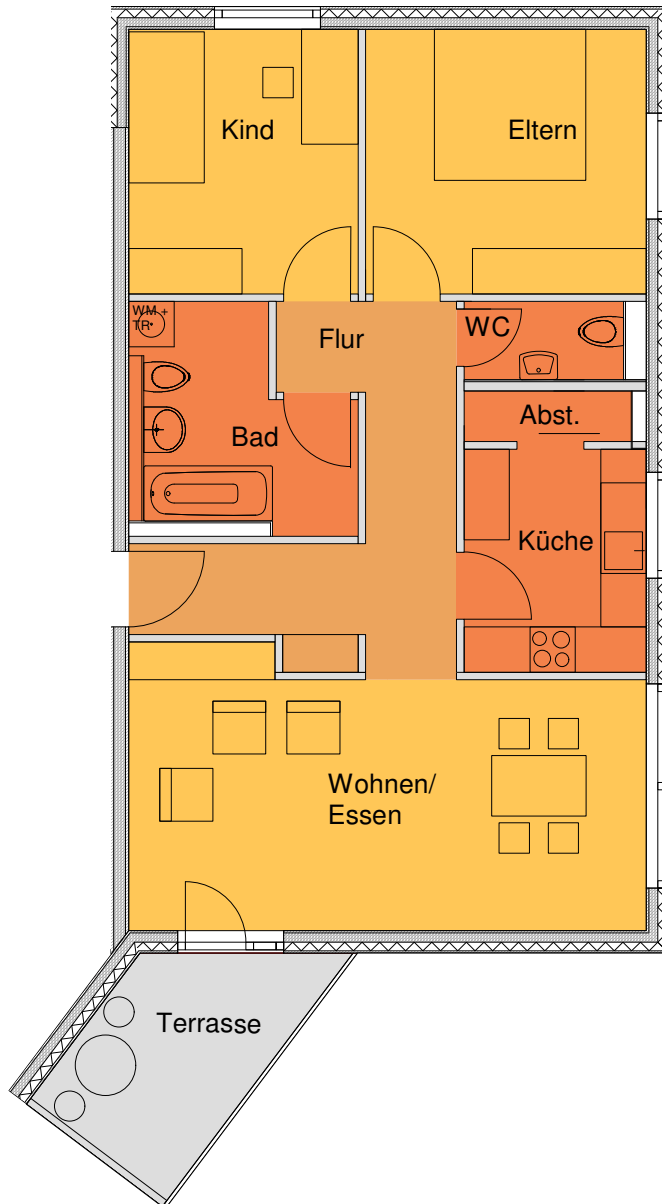 Kind
Eltern
WM +
TR
Flur
WC
Bad
Abst.
Küche
Wohnen/
Essen
Terrasse